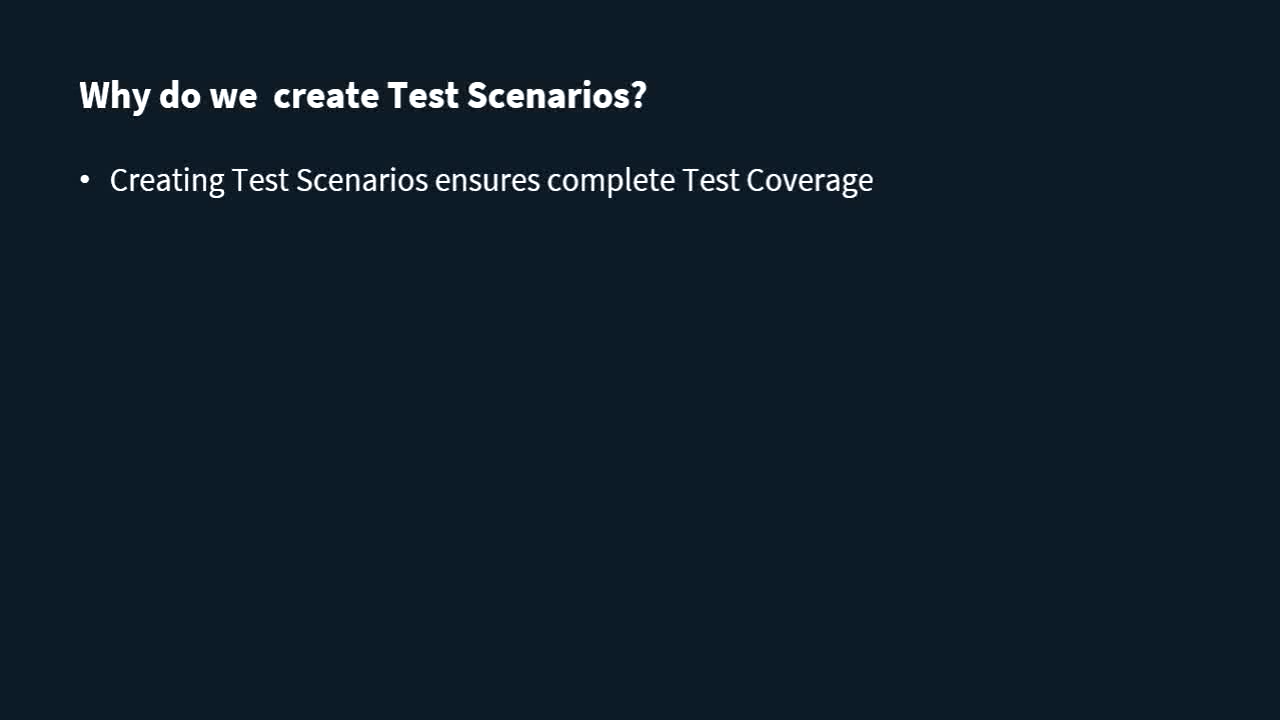 Why do we  create Test Scenarios?
• Creating Test Scenarios ensures complete Test Coverage